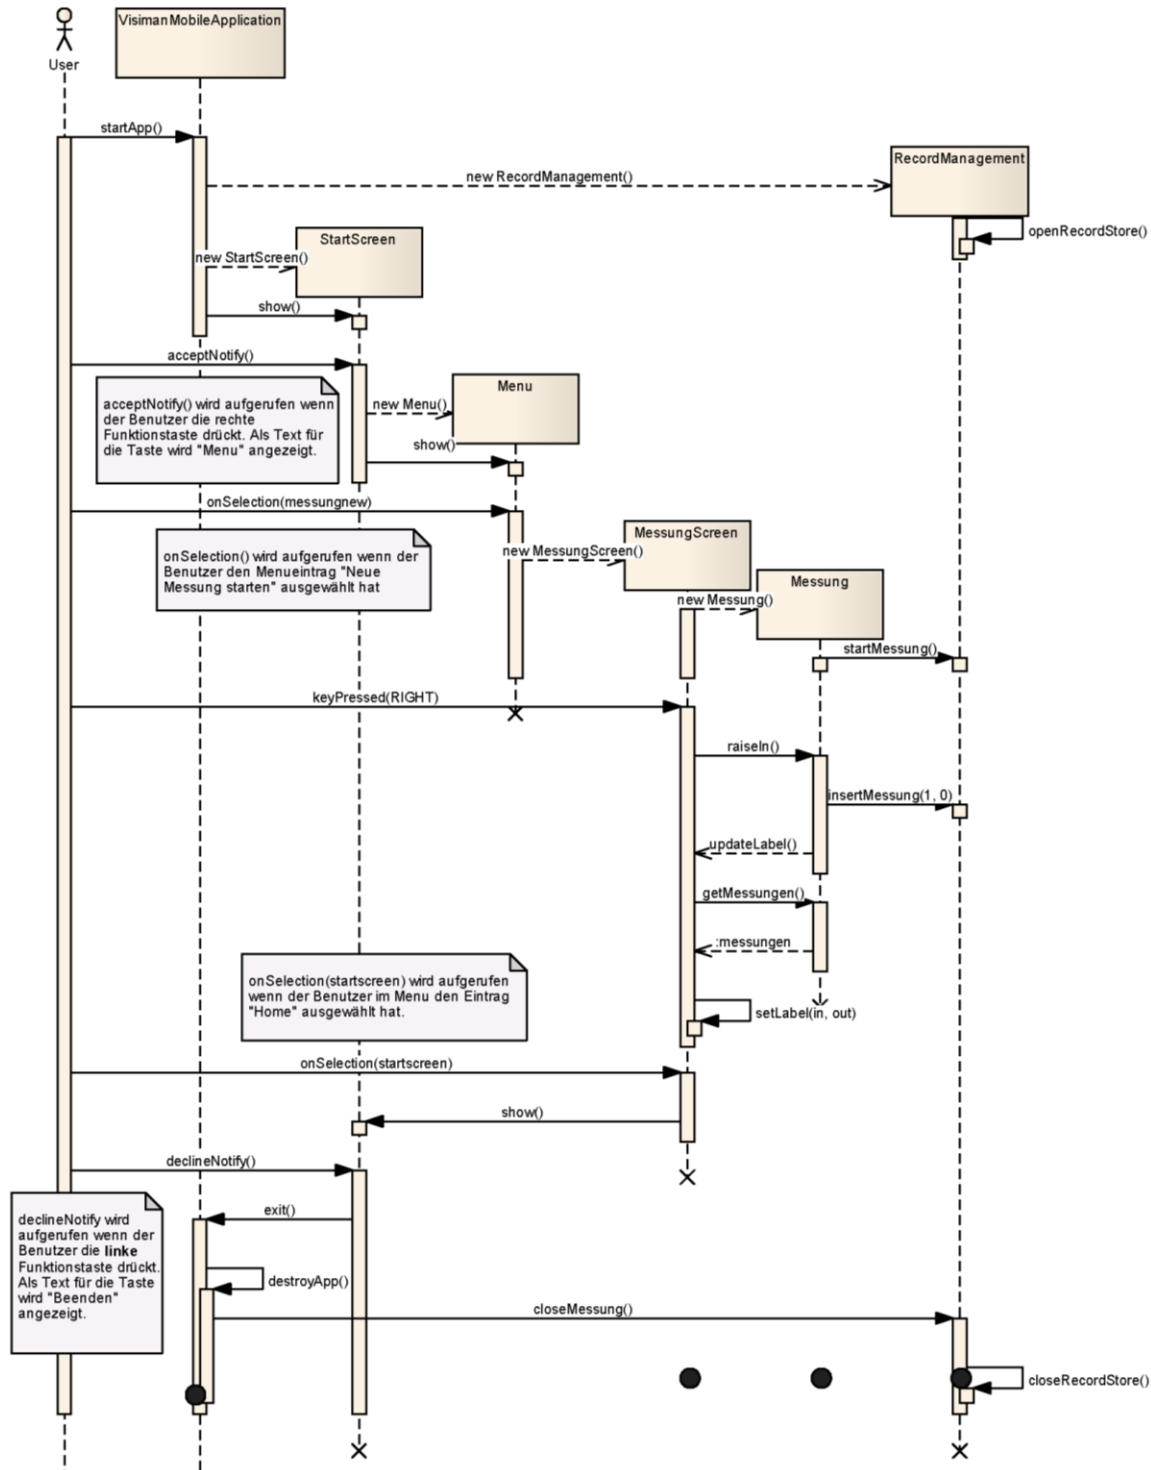 VisimanMobileApplication
User
startApp()
RecordManagement
new RecordManagement()
openRecordStore()
StartScreen
new StartScreen()
show()
acceptNotify()
Menu
acceptNotify() wird aufgerufen wenn
der Benutzer die rechte
Funktionstaste drückt. Als Text für
die Taste wird "Menu" angezeigt.
new Menu()
show()
onSelection(messungnew)
MessungScreen
onSelection() wird aufgerufen wenn der
Benutzer den Menueintrag "Neue
Messung starten" ausgewählt hat
new MessungScreen()
Messung
new Messung()
startMessung()
keyPressed(RIGHT)
raiseIn()
insertMessung(1, 0)
updateLabel()
getMessungen()
:messungen
onSelection(startscreen) wird aufgerufen
wenn der Benutzer im Menu den Eintrag
"Home" ausgewählt hat.
setLabel(in, out)
onSelection(startscreen)
show()
declineNotify()
exit()
declineNotify wird
aufgerufen wenn der
Benutzer die linke
Funktionstaste drückt.
Als Text für die Taste
wird "Beenden"
angezeigt.
destroyApp()
closeMessung()
closeRecordStore()